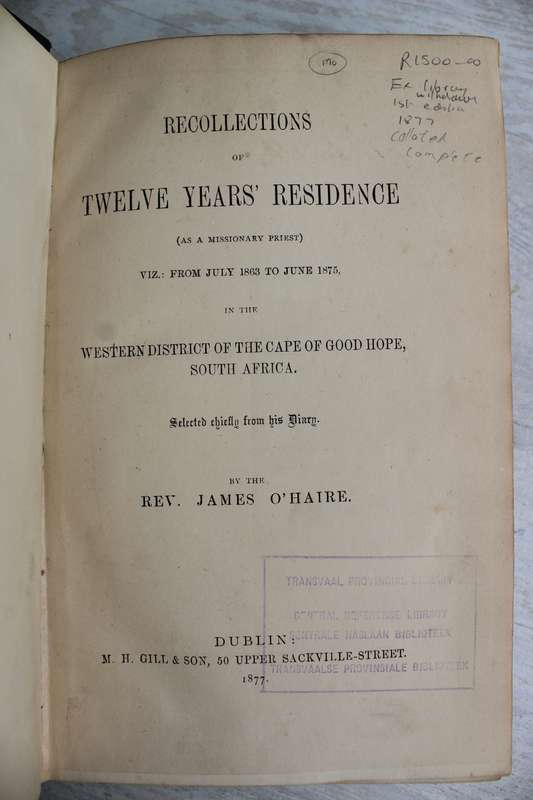 R1500-00
Ex library
withdrawn
1st edition
1877
Collated
Complete
RECOLLECTIONS
OF
TWELVE YEARS' RESIDENCE
(AS A MISSIONARY PRIEST)
VIZ.: FROM JULY 1863 TO JUNE 1875,
IN THE
WESTERN DISTRICT OF THE CAPE OF GOOD HOPE,
SOUTH AFRICA.
Selected chiefly from his Diary.
BY THE
REV. JAMES O'HAIRE.
TRANSVAAL PROVINCIAL LIBRARY
GENERAL REFERENCE LIBRARY
SENTRALE NASLAAN BIBLIOTEEK
TRANSVAALSE PROVINSIALE BIBLIOTEEK
DUBLIN:
M. H. GILL & SON, 50 UPPER SACKVILLE-STREET.
1877.